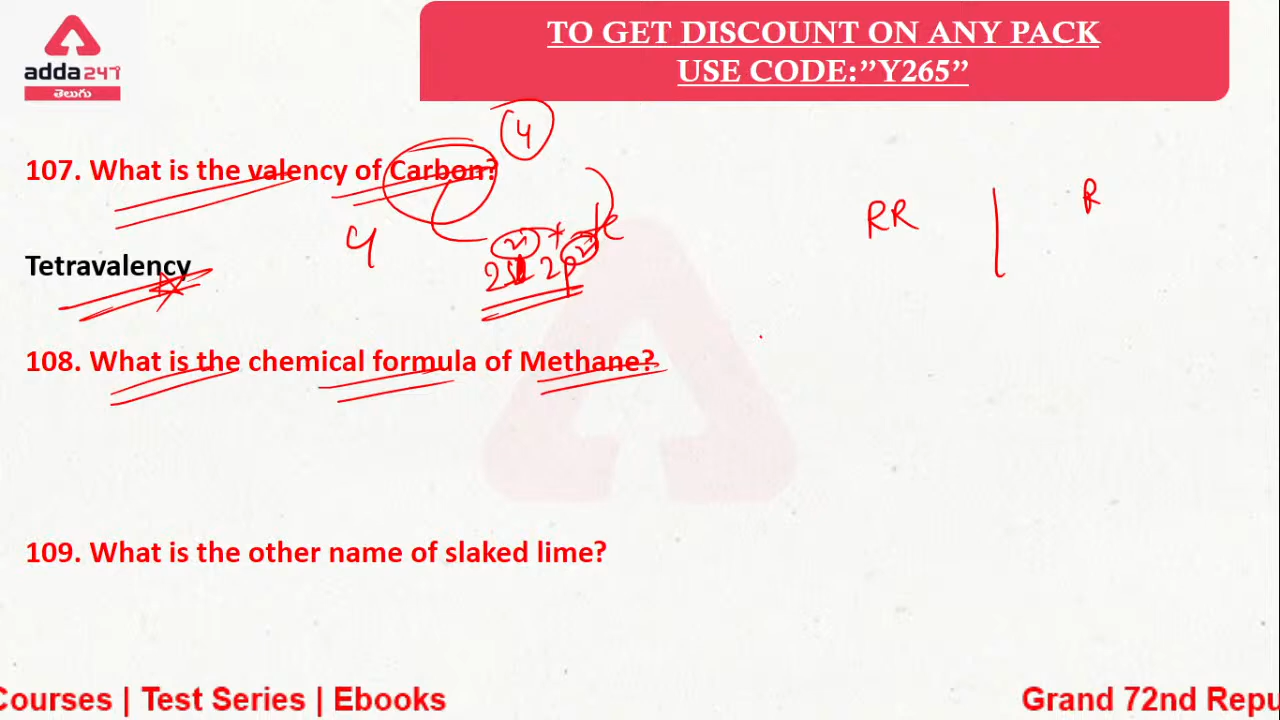 adda247
తెలుగు
TO GET DISCOUNT ON ANY PACK
USE CODE:”Y265”
4
107. What is the valency of Carbon?
4
RR
R
Tetravalency
108. What is the chemical formula of Methane?
109. What is the other name of slaked lime?
Courses | Test Series | Ebooks
Grand 72nd Repu